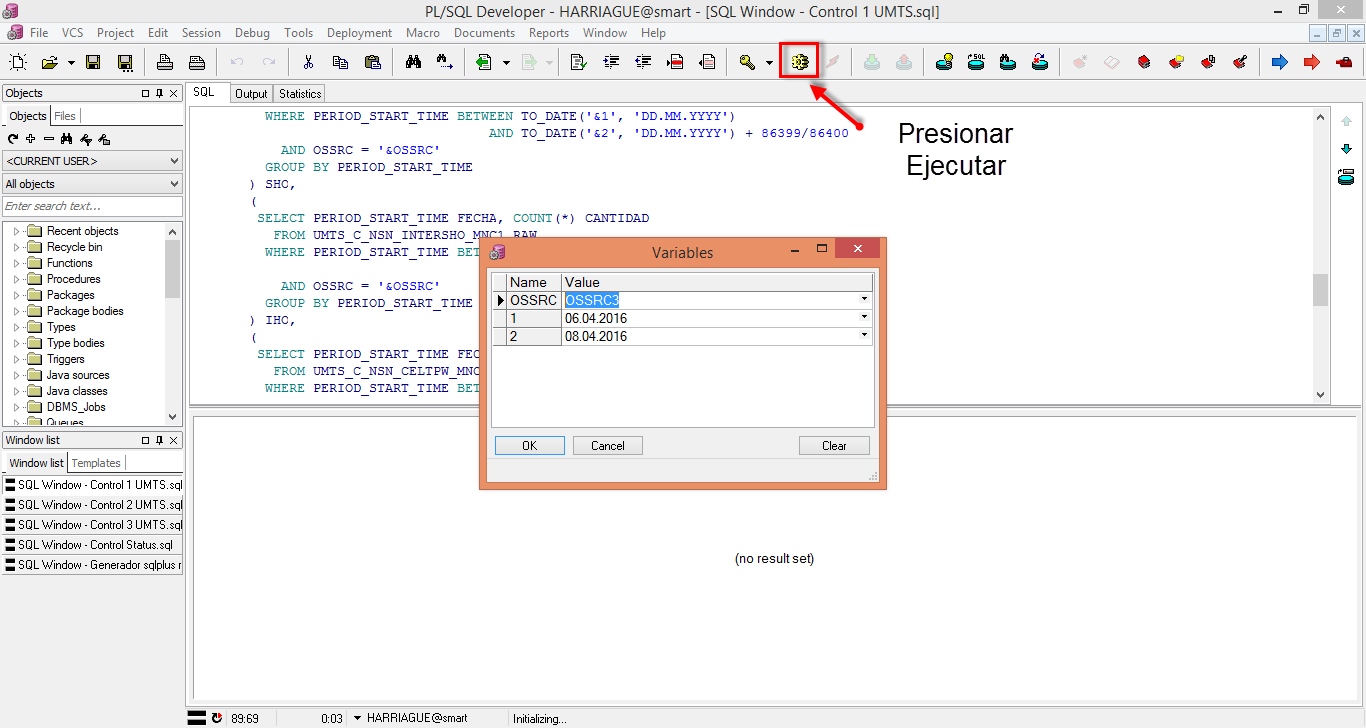 PL/SQL Developer - HARRIAGUE@smart - [SQL Window - Control 1 UMTS.sql]
File VCS Project Edit Session Debug Tools Deployment Macro Documents Reports Window Help
Objects
Objects Files
<CURRENT USER>
All objects
Enter search text...
Recent objects
Recycle bin
Functions
Procedures
Packages
Package bodies
Types
Type bodies
Triggers
Java sources
Java classes
DBMS_Jobs
Queues
Window list
Window list Templates
SQL Window - Control 1 UMTS.sql
SQL Window - Control 2 UMTS.sql
SQL Window - Control 3 UMTS.sql
SQL Window - Control Status.sql
SQL Window - Generador sqlplus r
SQL Output Statistics
WHERE PERIOD_START_TIME BETWEEN TO_DATE('&1', 'DD.MM.YYYY')
AND TO_DATE('&2', 'DD.MM.YYYY') + 86399/86400
AND OSSRC = '&OSSRC'
GROUP BY PERIOD_START_TIME
) SHC,
(
SELECT PERIOD_START_TIME FECHA, COUNT(*) CANTIDAD
FROM UMTS_C_NSN_INTERSHO_MNC1_RAW
WHERE PERIOD_START_TIME BET
AND OSSRC = '&OSSRC'
GROUP BY PERIOD_START_TIME
) IHO,
(
SELECT PERIOD_START_TIME FEC
FROM UMTS_C_NSN_CELTPW_MNC
WHERE PERIOD_START_TIME BET
Presionar
Ejecutar
Variables
Name Value
OSSRC OSSRC3
1 06.04.2016
2 08.04.2016
OK Cancel Clear
(no result set)
89:69 0:03 HARRIAGUE@smart Initializing...